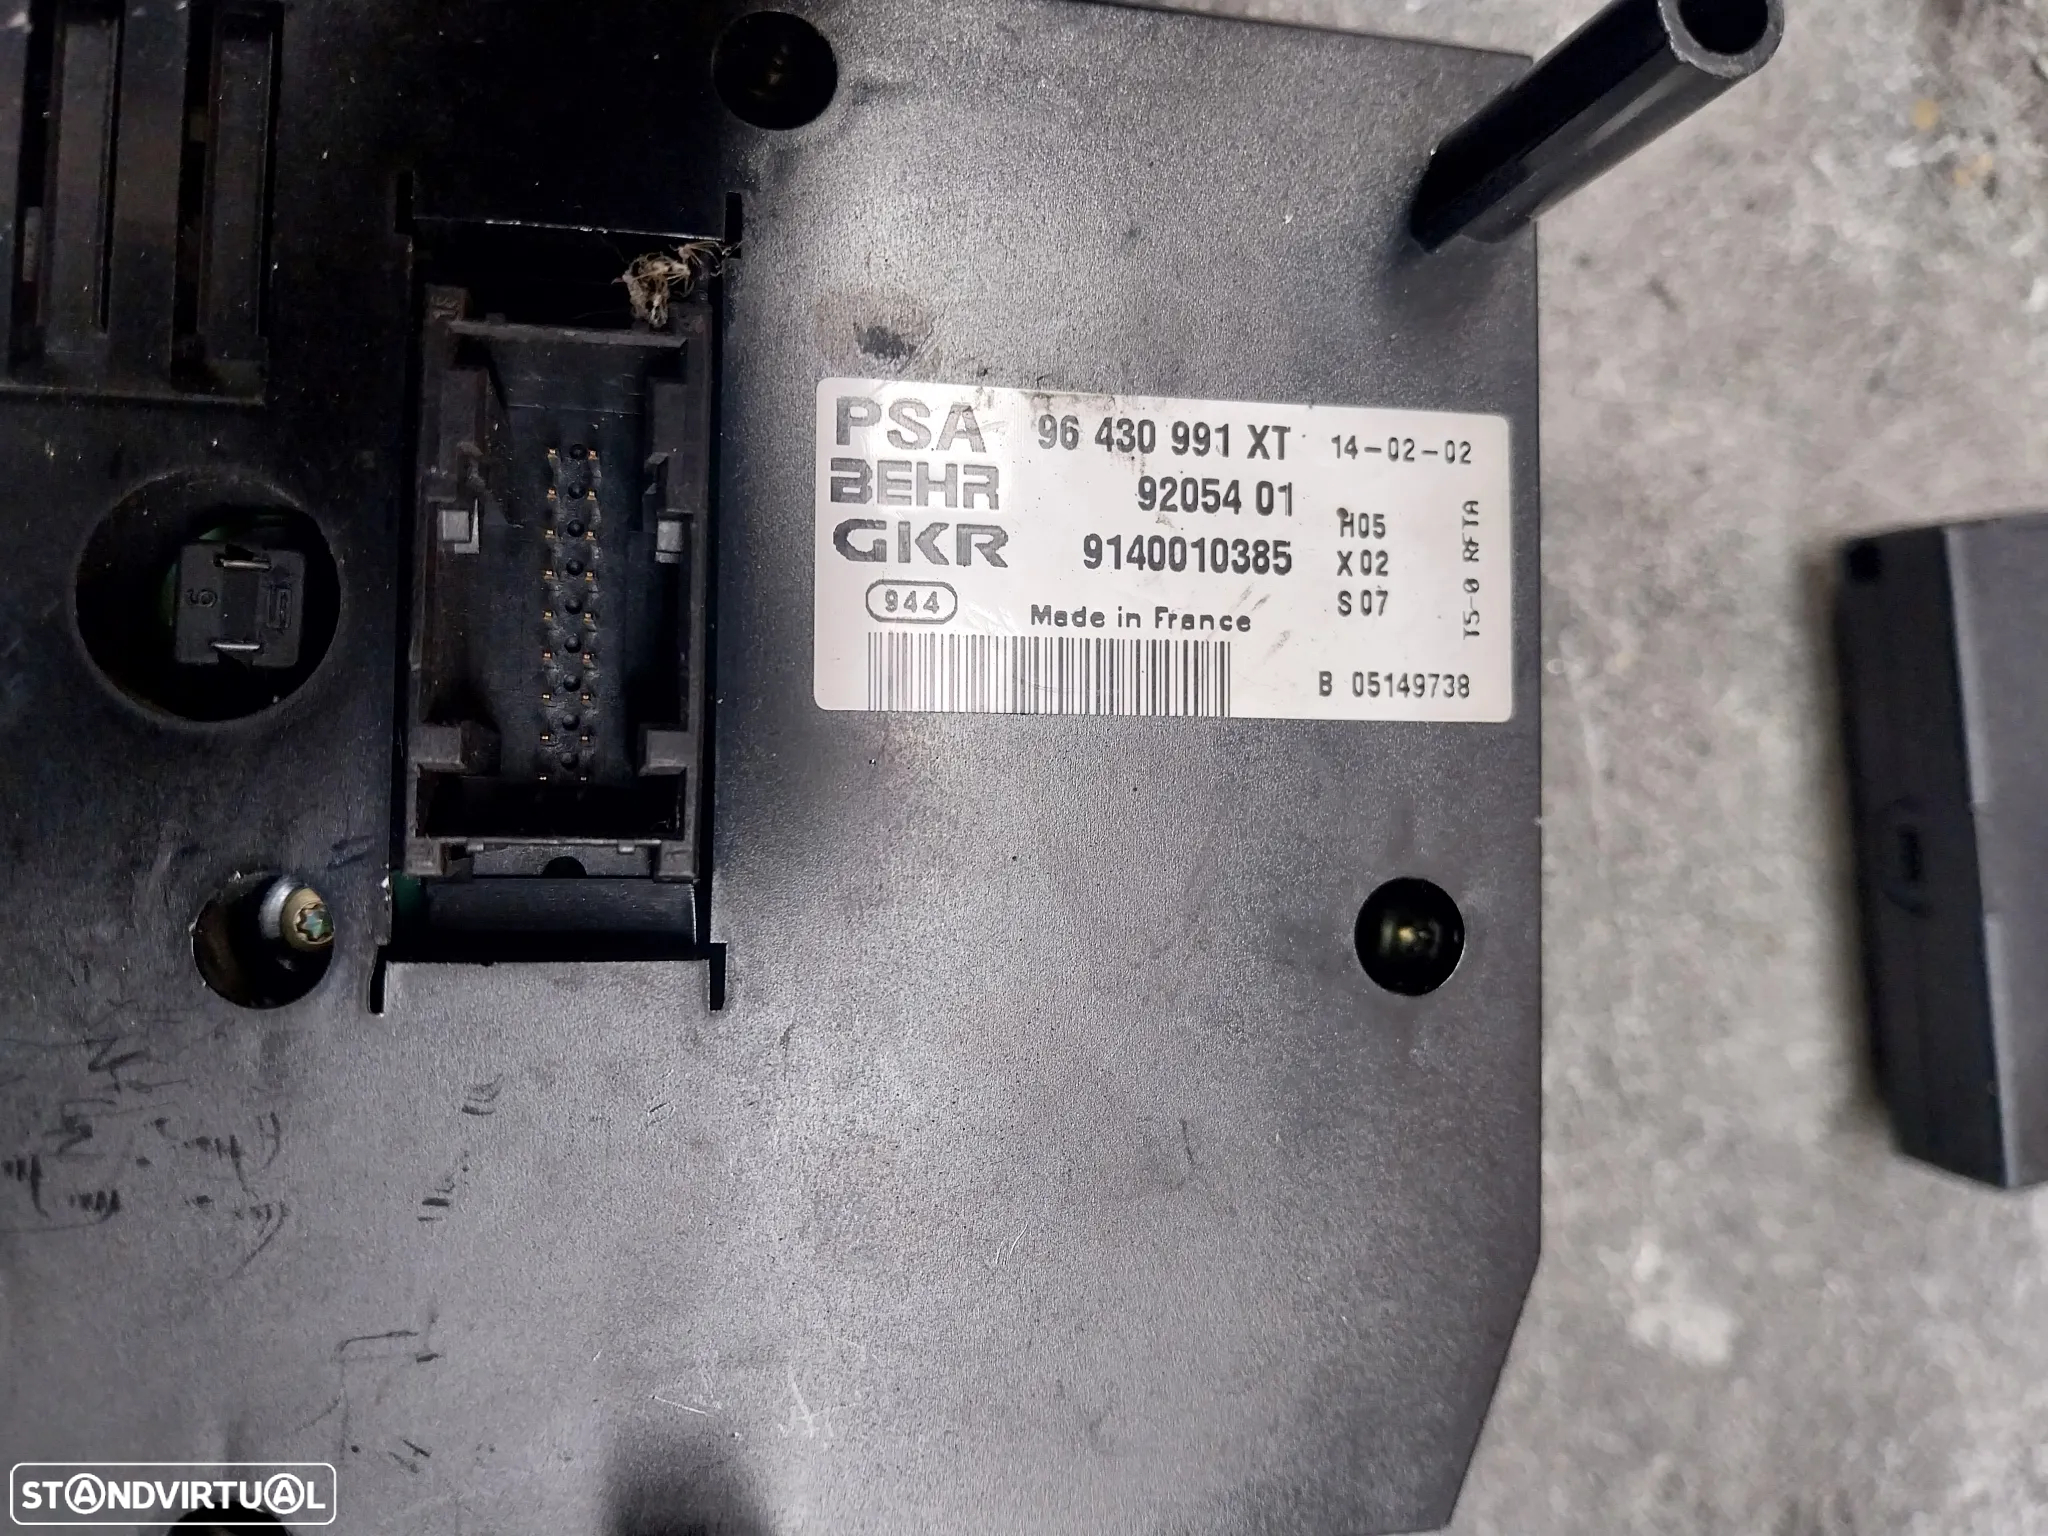 PSA 96 430 991 XT 14-02-02
BEHR 92054 01
GKR 9140010385
H05
X02
S07
944
Made in France
B 05149738
STANDVIRTUAL